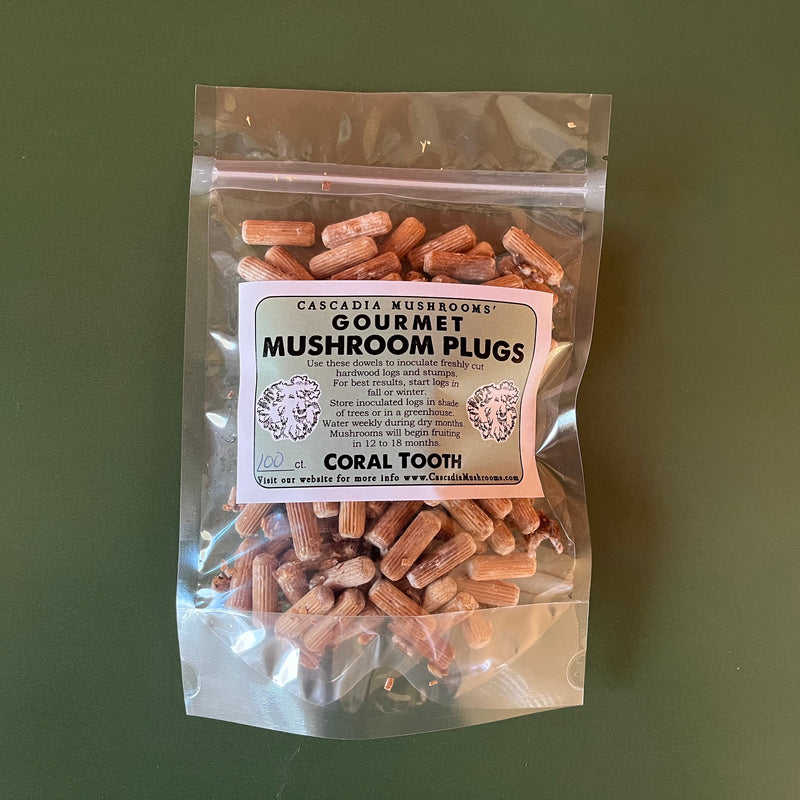 CASCADIA MUSHROOMS'
GOURMET
MUSHROOM PLUGS
Use these dowels to inoculate freshly cut
hardwood logs and stumps.
For best results, start logs in
fall or winter.
Store inoculated logs in shade
of trees or in a greenhouse.
Water weekly during dry months.
Mushrooms will begin fruiting
in 12 to 18 months.
100 ct. CORAL TOOTH
Visit our website for more info www.CascadiaMushrooms.com